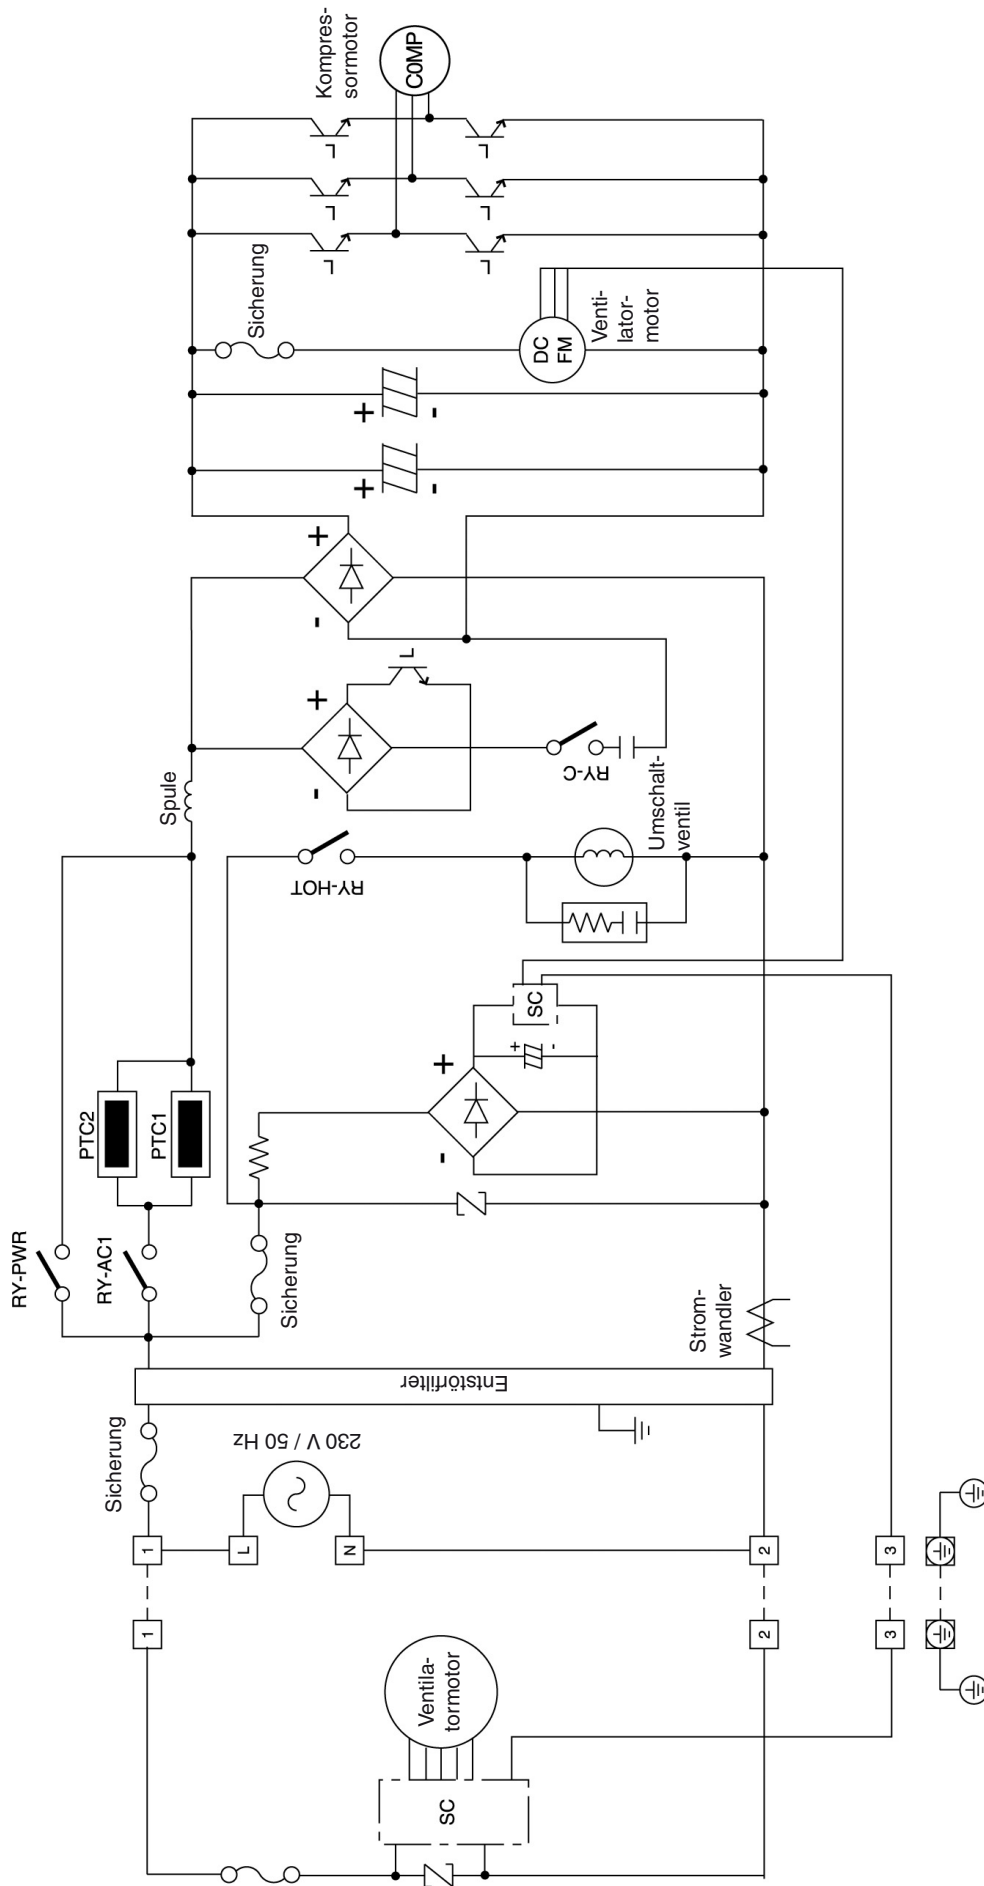 Kompres-
sormotor
COMP
L
L
L
L
L
L
Sicherung
DC
FM
Venti-
lator-
motor
+
-
+
-
+
-
L
+
-
RY-C
Spule
Umschalt-
ventil
RY-HOT
SC
+
-
+
-
PTC2
PTC1
RY-PWR
RY-AC1
Sicherung
Strom-
wandler
Entstörfilter
Sicherung
230 V / 50 Hz
1
L
N
2
3
1
2
3
Ventila-
tormotor
SC